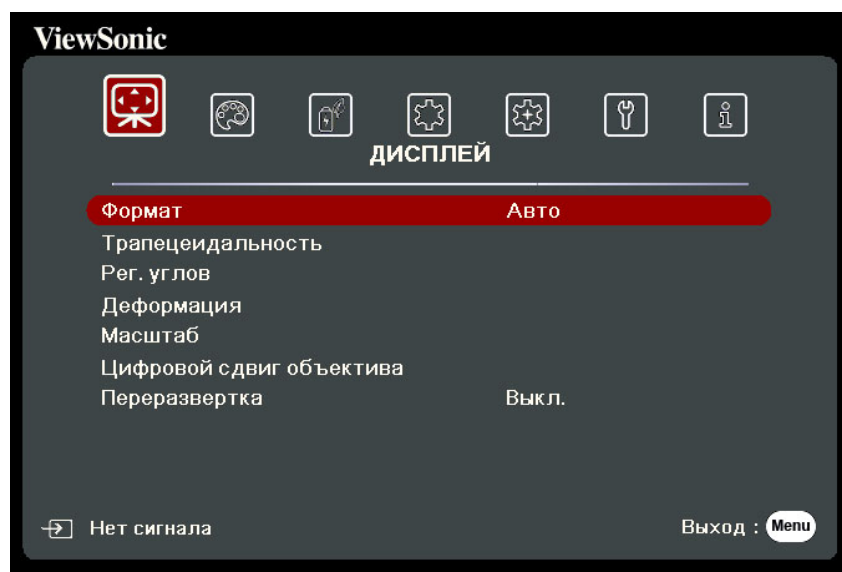 ViewSonic
ДИСПЛЕЙ
Формат Авто
Трапецеидальность
Рег. углов
Деформация
Масштаб
Цифровой сдвиг объектива
Переразвертка Выкл.
Нет сигнала Выход : Menu